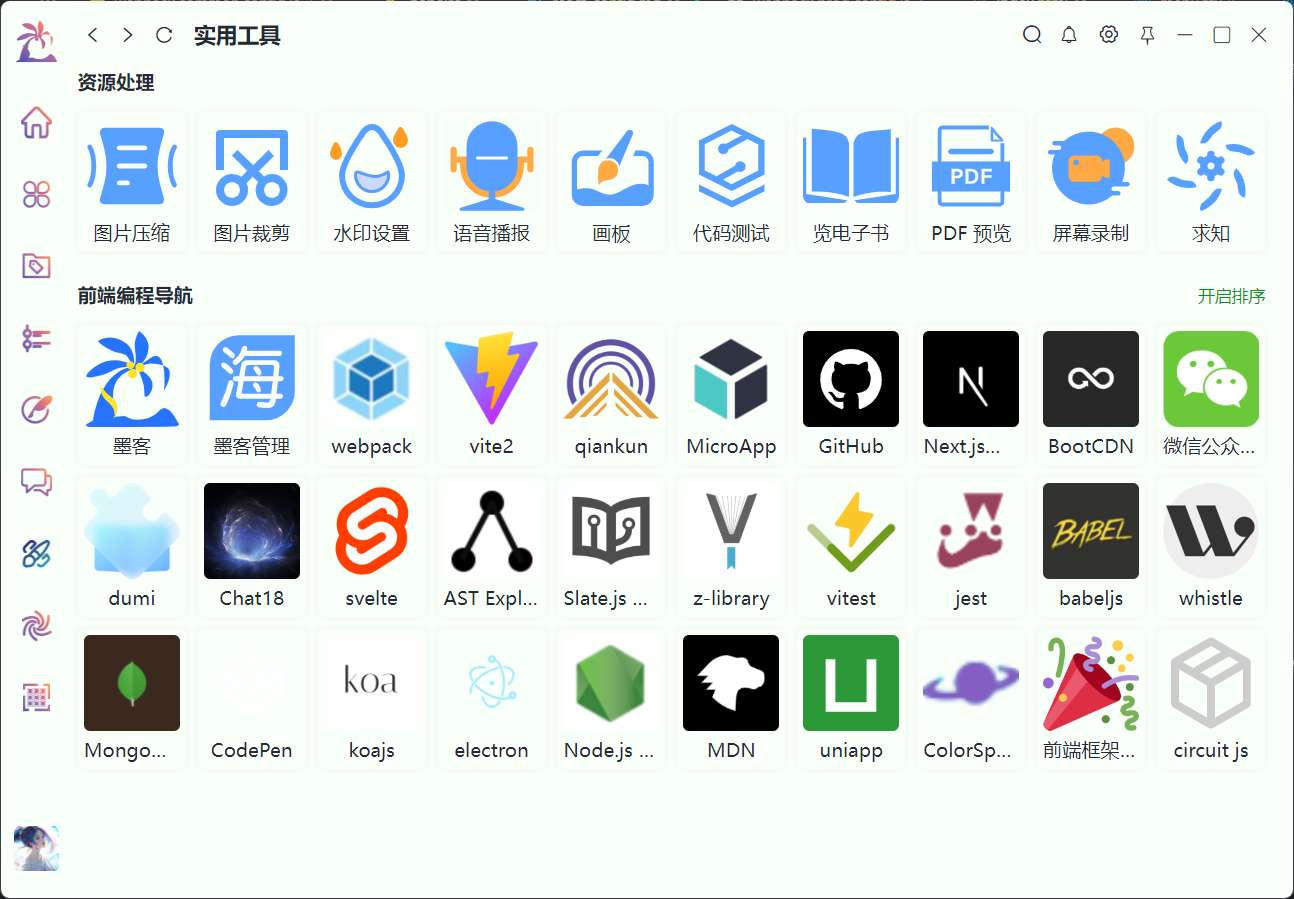 实用工具
资源处理
PDF
图片压缩 图片裁剪 水印设置 语音播报 画板 代码测试 览电子书 PDF 预览 屏幕录制 求知
前端编程导航 开启排序
海
墨客 墨客管理 webpack vite2 qiankun MicroApp GitHub Next.js... BootCDN 微信公众...
BABEL
dumi Chat18 svelte AST Expl... Slate.js ... z-library vitest jest babeljs whistle
koa
Mongo... CodePen koajs electron Node.js ... MDN uniapp ColorSp... 前端框架... circuit js